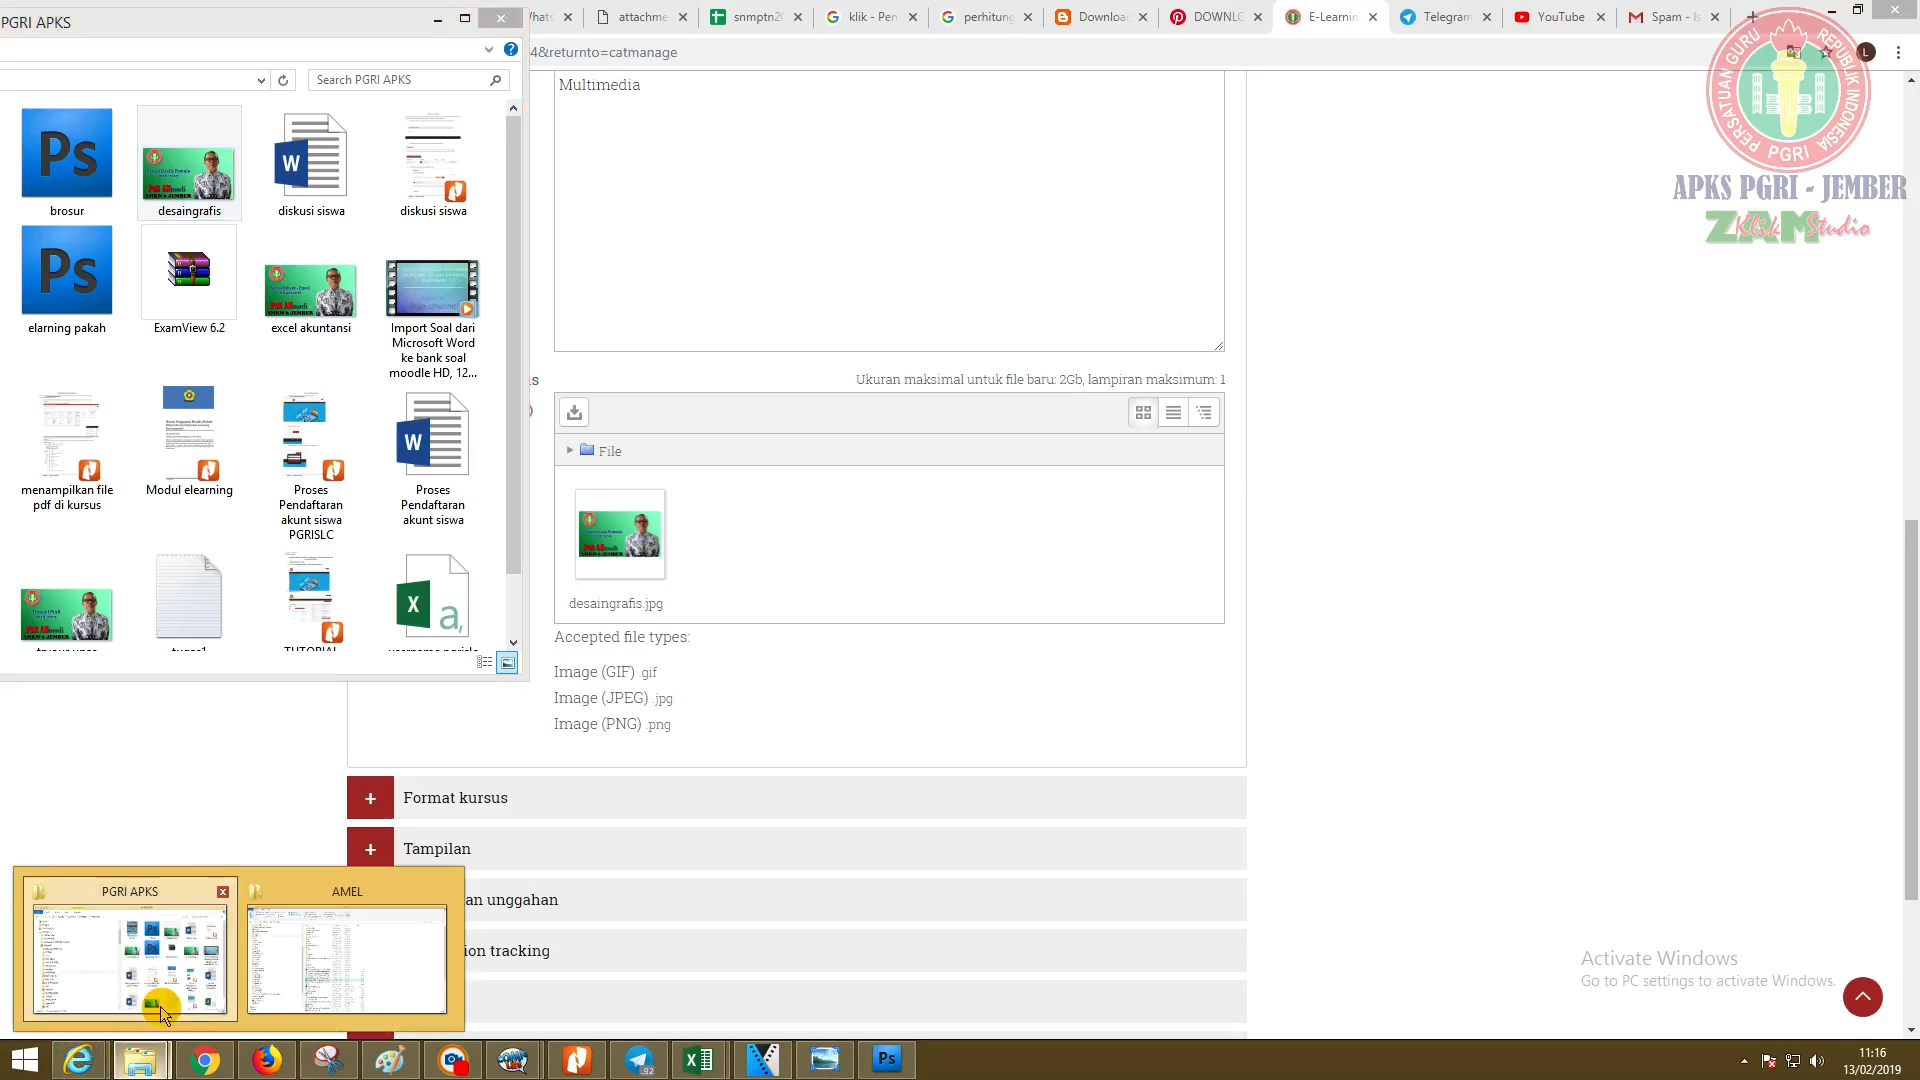 PGRI APKS
Search PGRI APKS
brosur
desaingrafis
diskusi siswa
diskusi siswa
elarning pakah
ExamView 6.2
excel akuntansi
Import Soal dari
Microsoft Word
ke bank soal
moodle HD, 12...
menampilkan file
pdf di kursus
Modul elearning
Proses
Pendaftaran
akunt siswa
PGRISLC
Proses
Pendaftaran
akunt siswa
attachme
snmptn2
klik - Pen
perhitung
Downloa
DOWNLO
E-Learnin
Telegram
YouTube
Spam - Is
4&returnto=catmanage
L
Multimedia
Ukuran maksimal untuk file baru: 2Gb, lampiran maksimum: 1
File
desaingrafis.jpg
Accepted file types:
Image (GIF) .gif
Image (JPEG) .jpg
Image (PNG) .png
Format kursus
Tampilan
an unggahan
ion tracking
PERSATUAN GURU REPUBLIK INDONESIA
PGRI
APKS PGRI - JEMBER
ZAM Klik Studio
PGRI APKS
AMEL
Activate Windows
Go to PC settings to activate Windows.
.92
11:16
13/02/2019